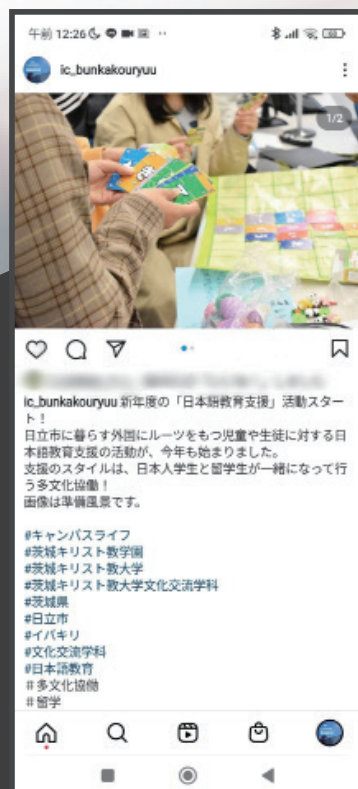 午前 12:26
ic_bunkakouryuu
1/2
ic_bunkakouryuu 新年度の「日本語教育支援」活動スター
ト！
日立市に暮らす外国にルーツをもつ児童や生徒に対する日
本語教育支援の活動が、今年も始まりました。
支援のスタイルは、日本人学生と留学生が一緒になって行
う多文化協働！
画像は準備風景です。
#キャンパスライフ
#茨城キリスト教学園
#茨城キリスト教大学
#茨城キリスト教大学文化交流学科
#茨城県
#日立市
#イバキリ
#文化交流学科
#日本語教育
＃多文化協働
＃留学